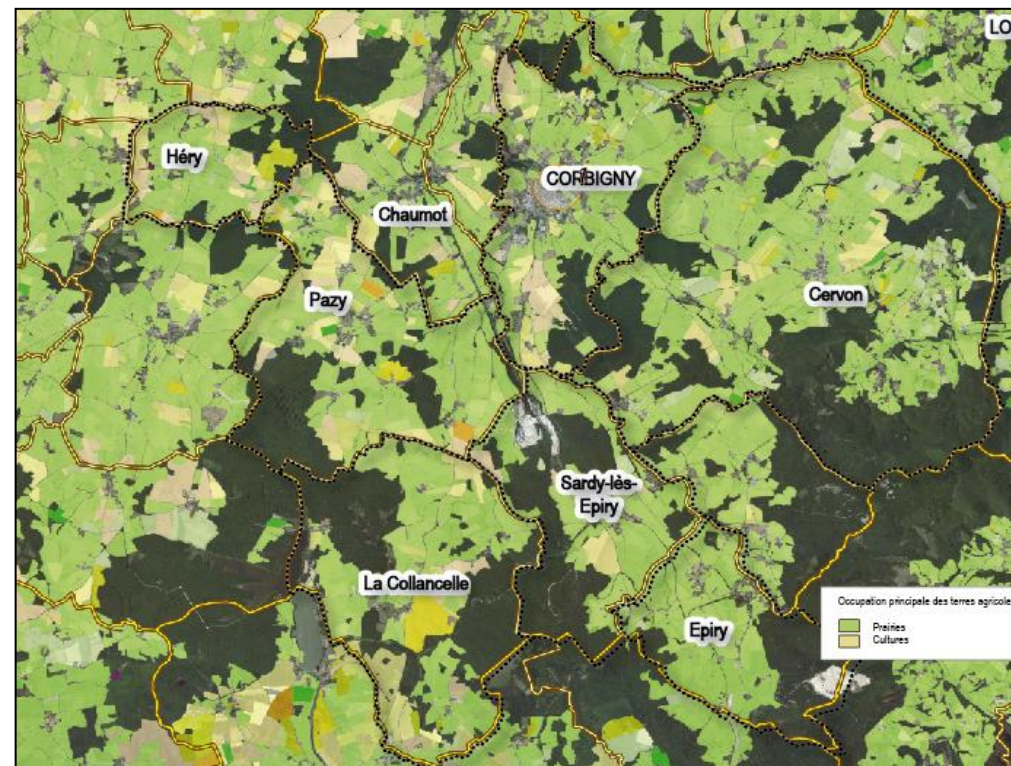 LO
Héry
CORBIGNY
Chaumot
Pazy
Cervon
Sardy-lès-
Epiry
La Collancelle
Epiry
Occupation principale des terres agricole
Prairies
Cultures